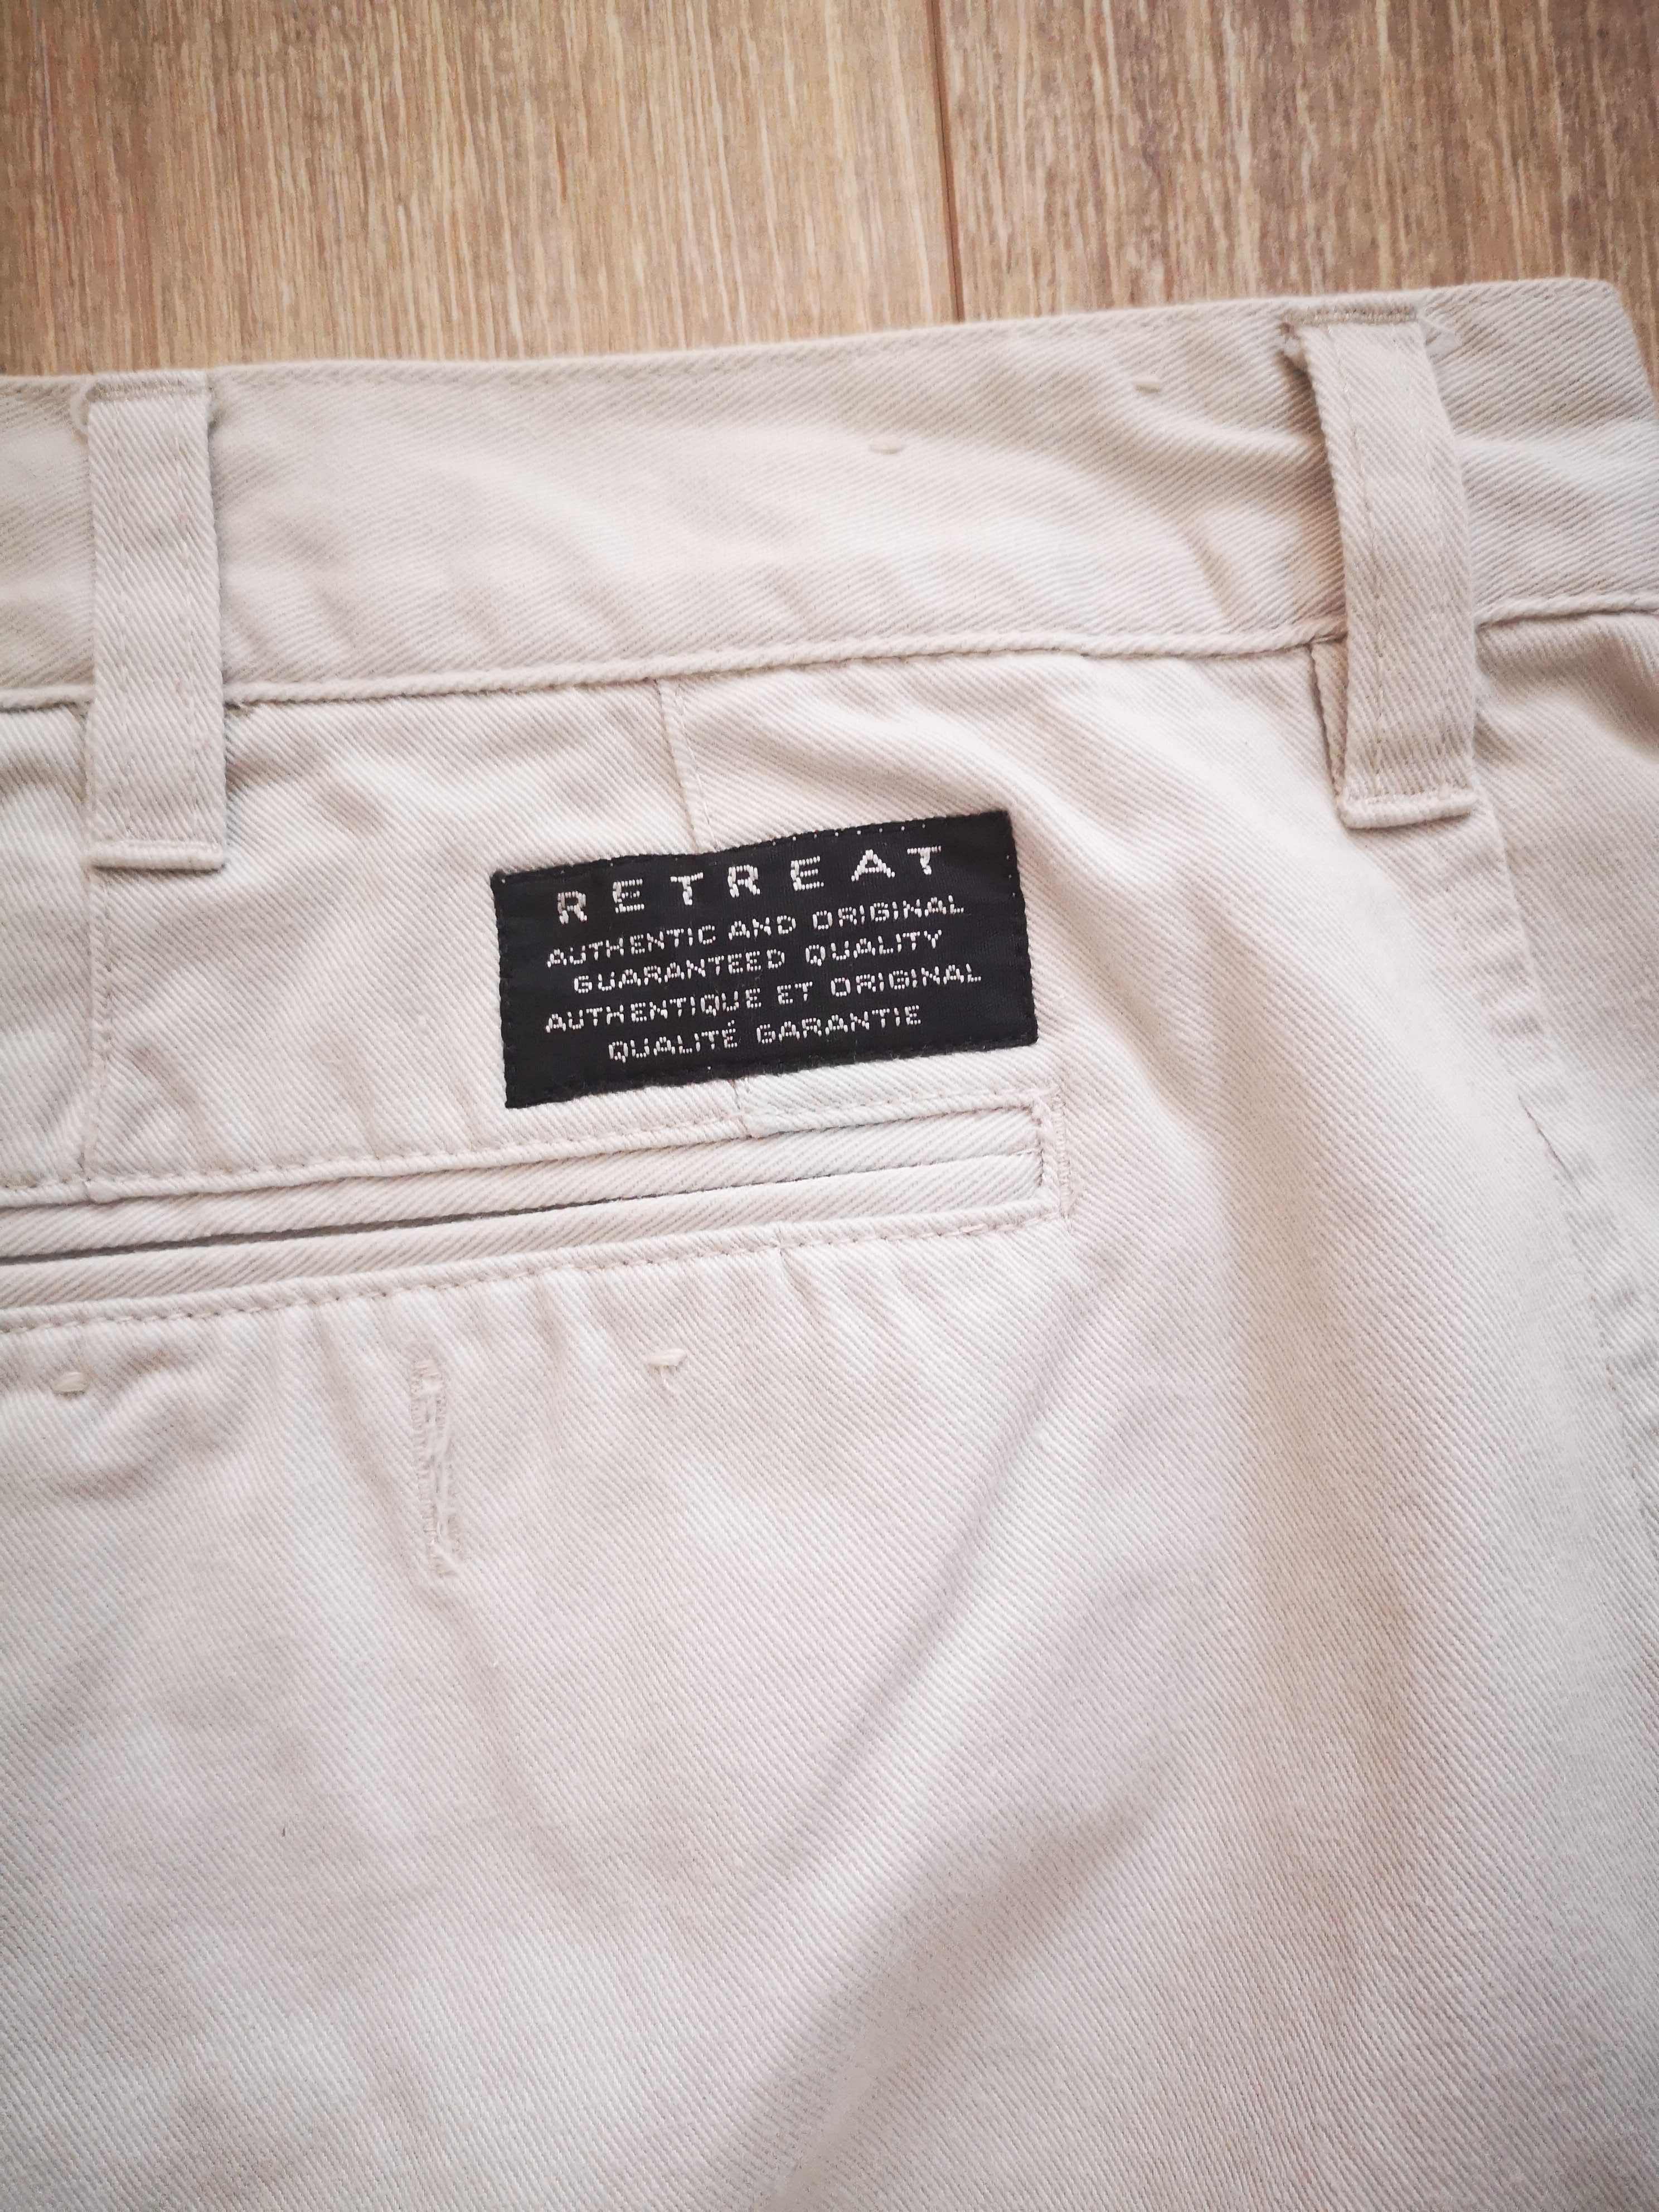 RETREAT
AUTHENTIC AND ORIGINAL
GUARANTEED QUALITY
AUTHENTIQUE ET ORIGINAL
QUALITÉ GARANTIE